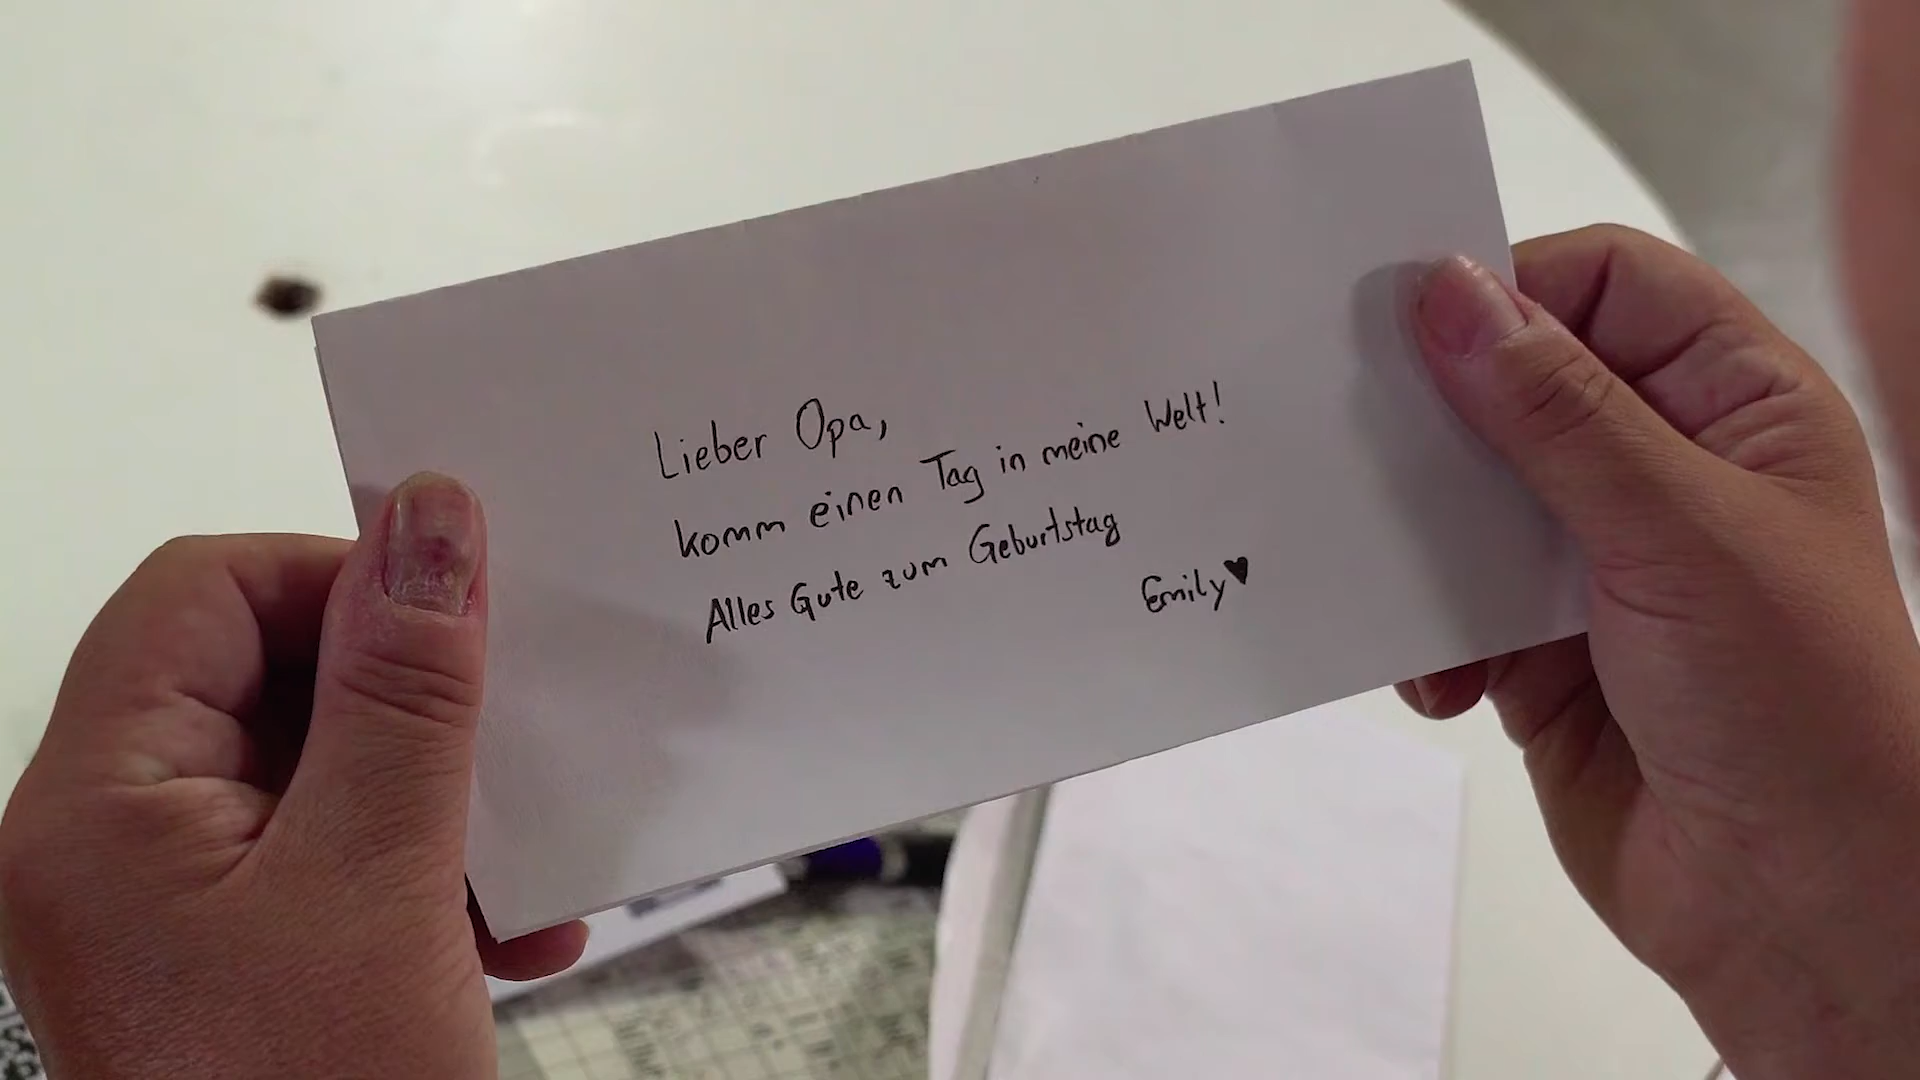 Lieber Opa,
komm einen Tag in meine Welt!
Alles Gute zum Geburtstag
Emily♥